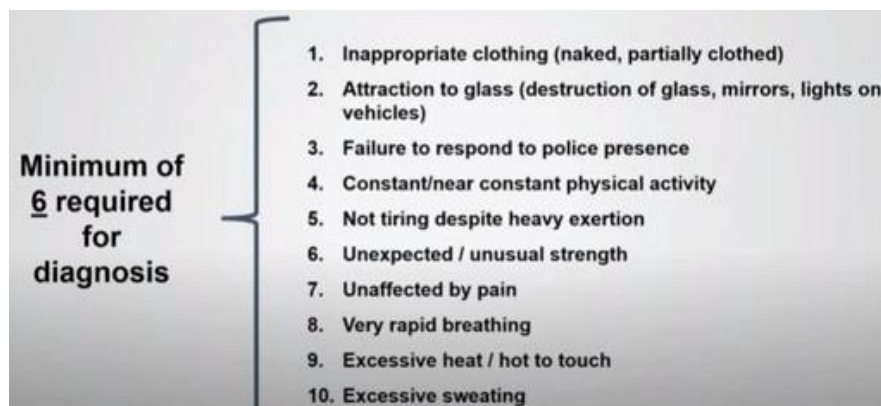 Minimum of
6 required
for
diagnosis
1. Inappropriate clothing (naked, partially clothed)
2. Attraction to glass (destruction of glass, mirrors, lights on
vehicles)
3. Failure to respond to police presence
4. Constant/near constant physical activity
5. Not tiring despite heavy exertion
6. Unexpected / unusual strength
7. Unaffected by pain
8. Very rapid breathing
9. Excessive heat / hot to touch
10. Excessive sweating